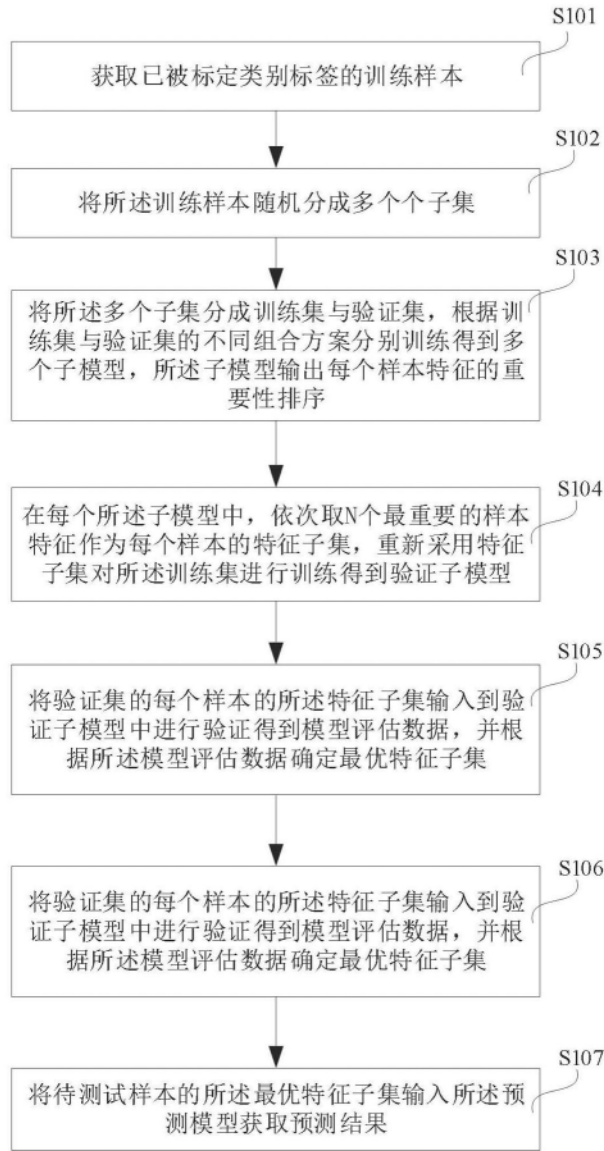 S101
获取已被标定类别标签的训练样本
S102
将所述训练样本随机分成多个个子集
S103
将所述多个子集分成训练集与验证集，根据训
练集与验证集的不同组合方案分别训练得到多
个子模型，所述子模型输出每个样本特征的重
要性排序
S104
在每个所述子模型中，依次取N个最重要的样本
特征作为每个样本的特征子集，重新采用特征
子集对所述训练集进行训练得到验证子模型
S105
将验证集的每个样本的所述特征子集输入到验
证子模型中进行验证得到模型评估数据，并根
据所述模型评估数据确定最优特征子集
S106
将验证集的每个样本的所述特征子集输入到验
证子模型中进行验证得到模型评估数据，并根
据所述模型评估数据确定最优特征子集
S107
将待测试样本的所述最优特征子集输入所述预
测模型获取预测结果